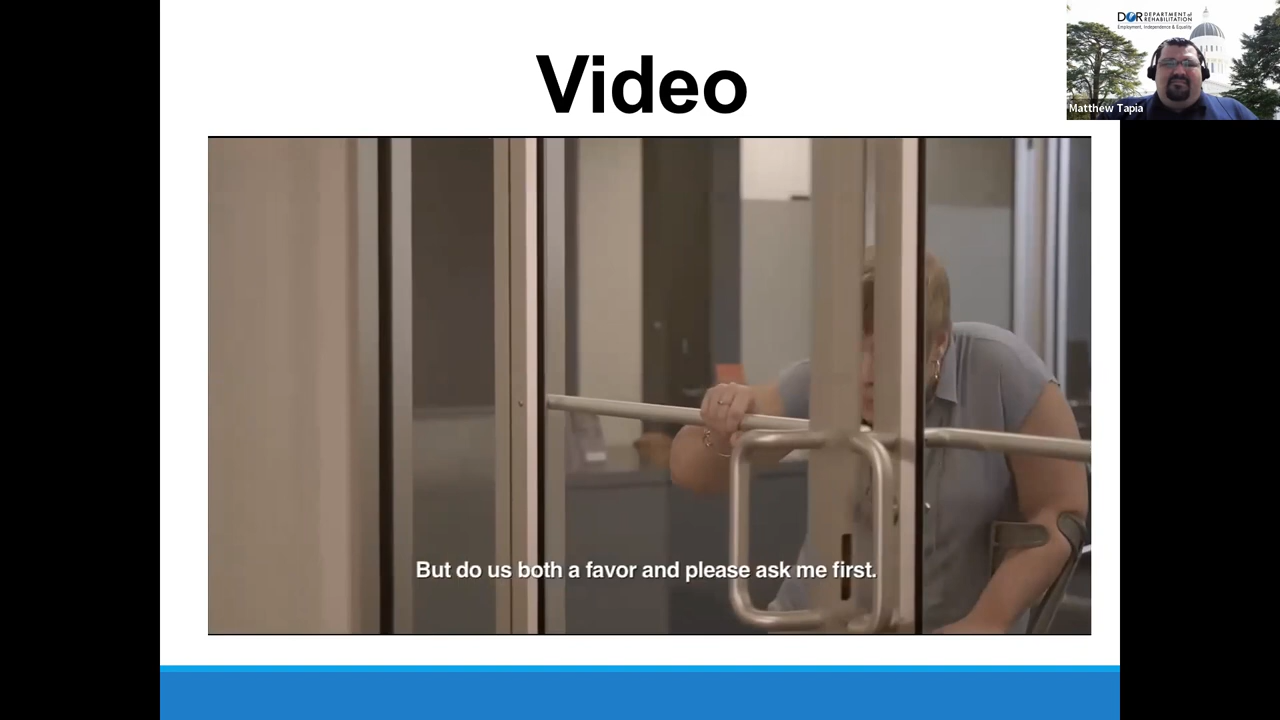 Video
DOR DEPARTMENT of
REHABILITATION
Employment, Independence & Equality
Matthew Tapia
But do us both a favor and please ask me first.